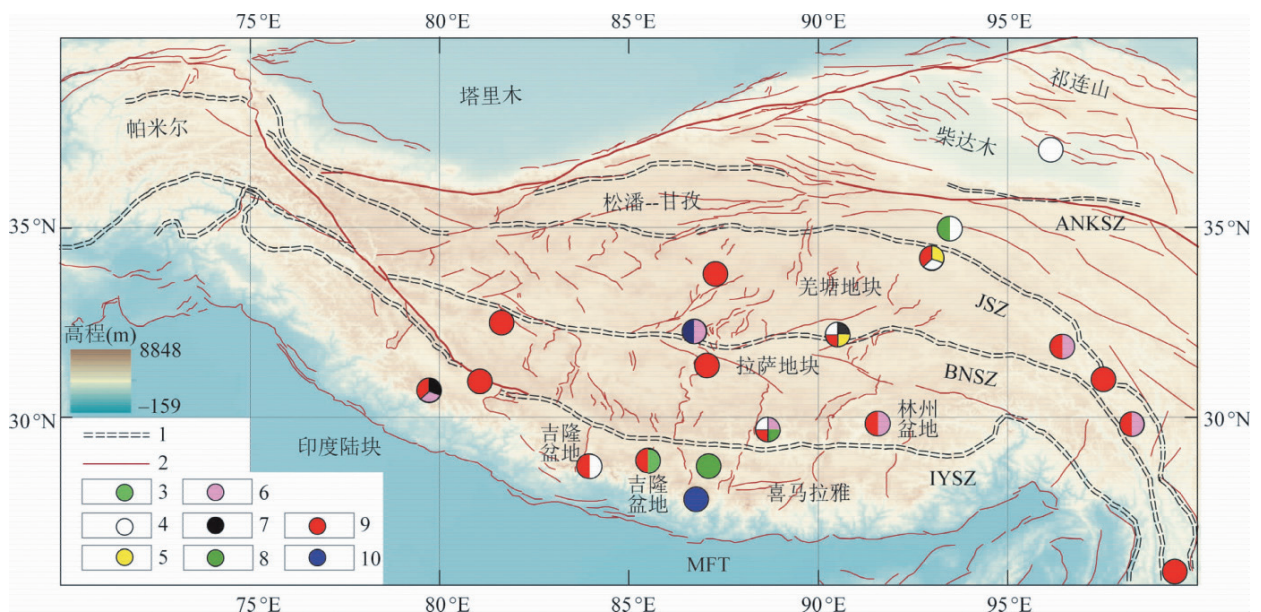 75°E 80°E 85°E 90°E 95°E
祁连山
塔里木
帕米尔
柴达木
松潘--甘孜
35°N
35°N
ANKSZ
羌塘地块
JSZ
高程(m)
8848
拉萨地块
BNSZ
-159
林州
盆地
30°N
30°N
吉隆
盆地
印度陆块
1
2
吉隆
盆地
喜马拉雅
IYSZ
3 6
4 7 9
5 8 10
MFT
75°E 80°E 85°E 90°E 95°E